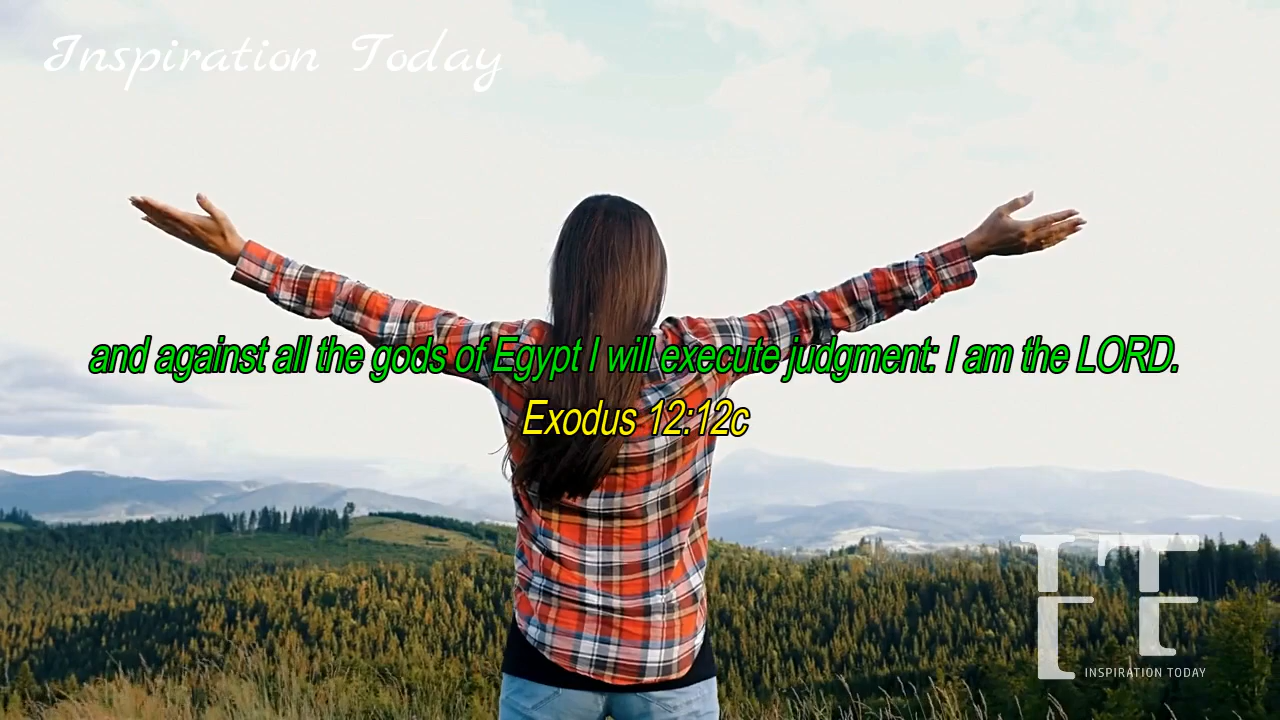 Inspiration Today
and against all the gods of Egypt I will execute judgment: I am the LORD.
Exodus 12:12c
IT
INSPIRATION TODAY